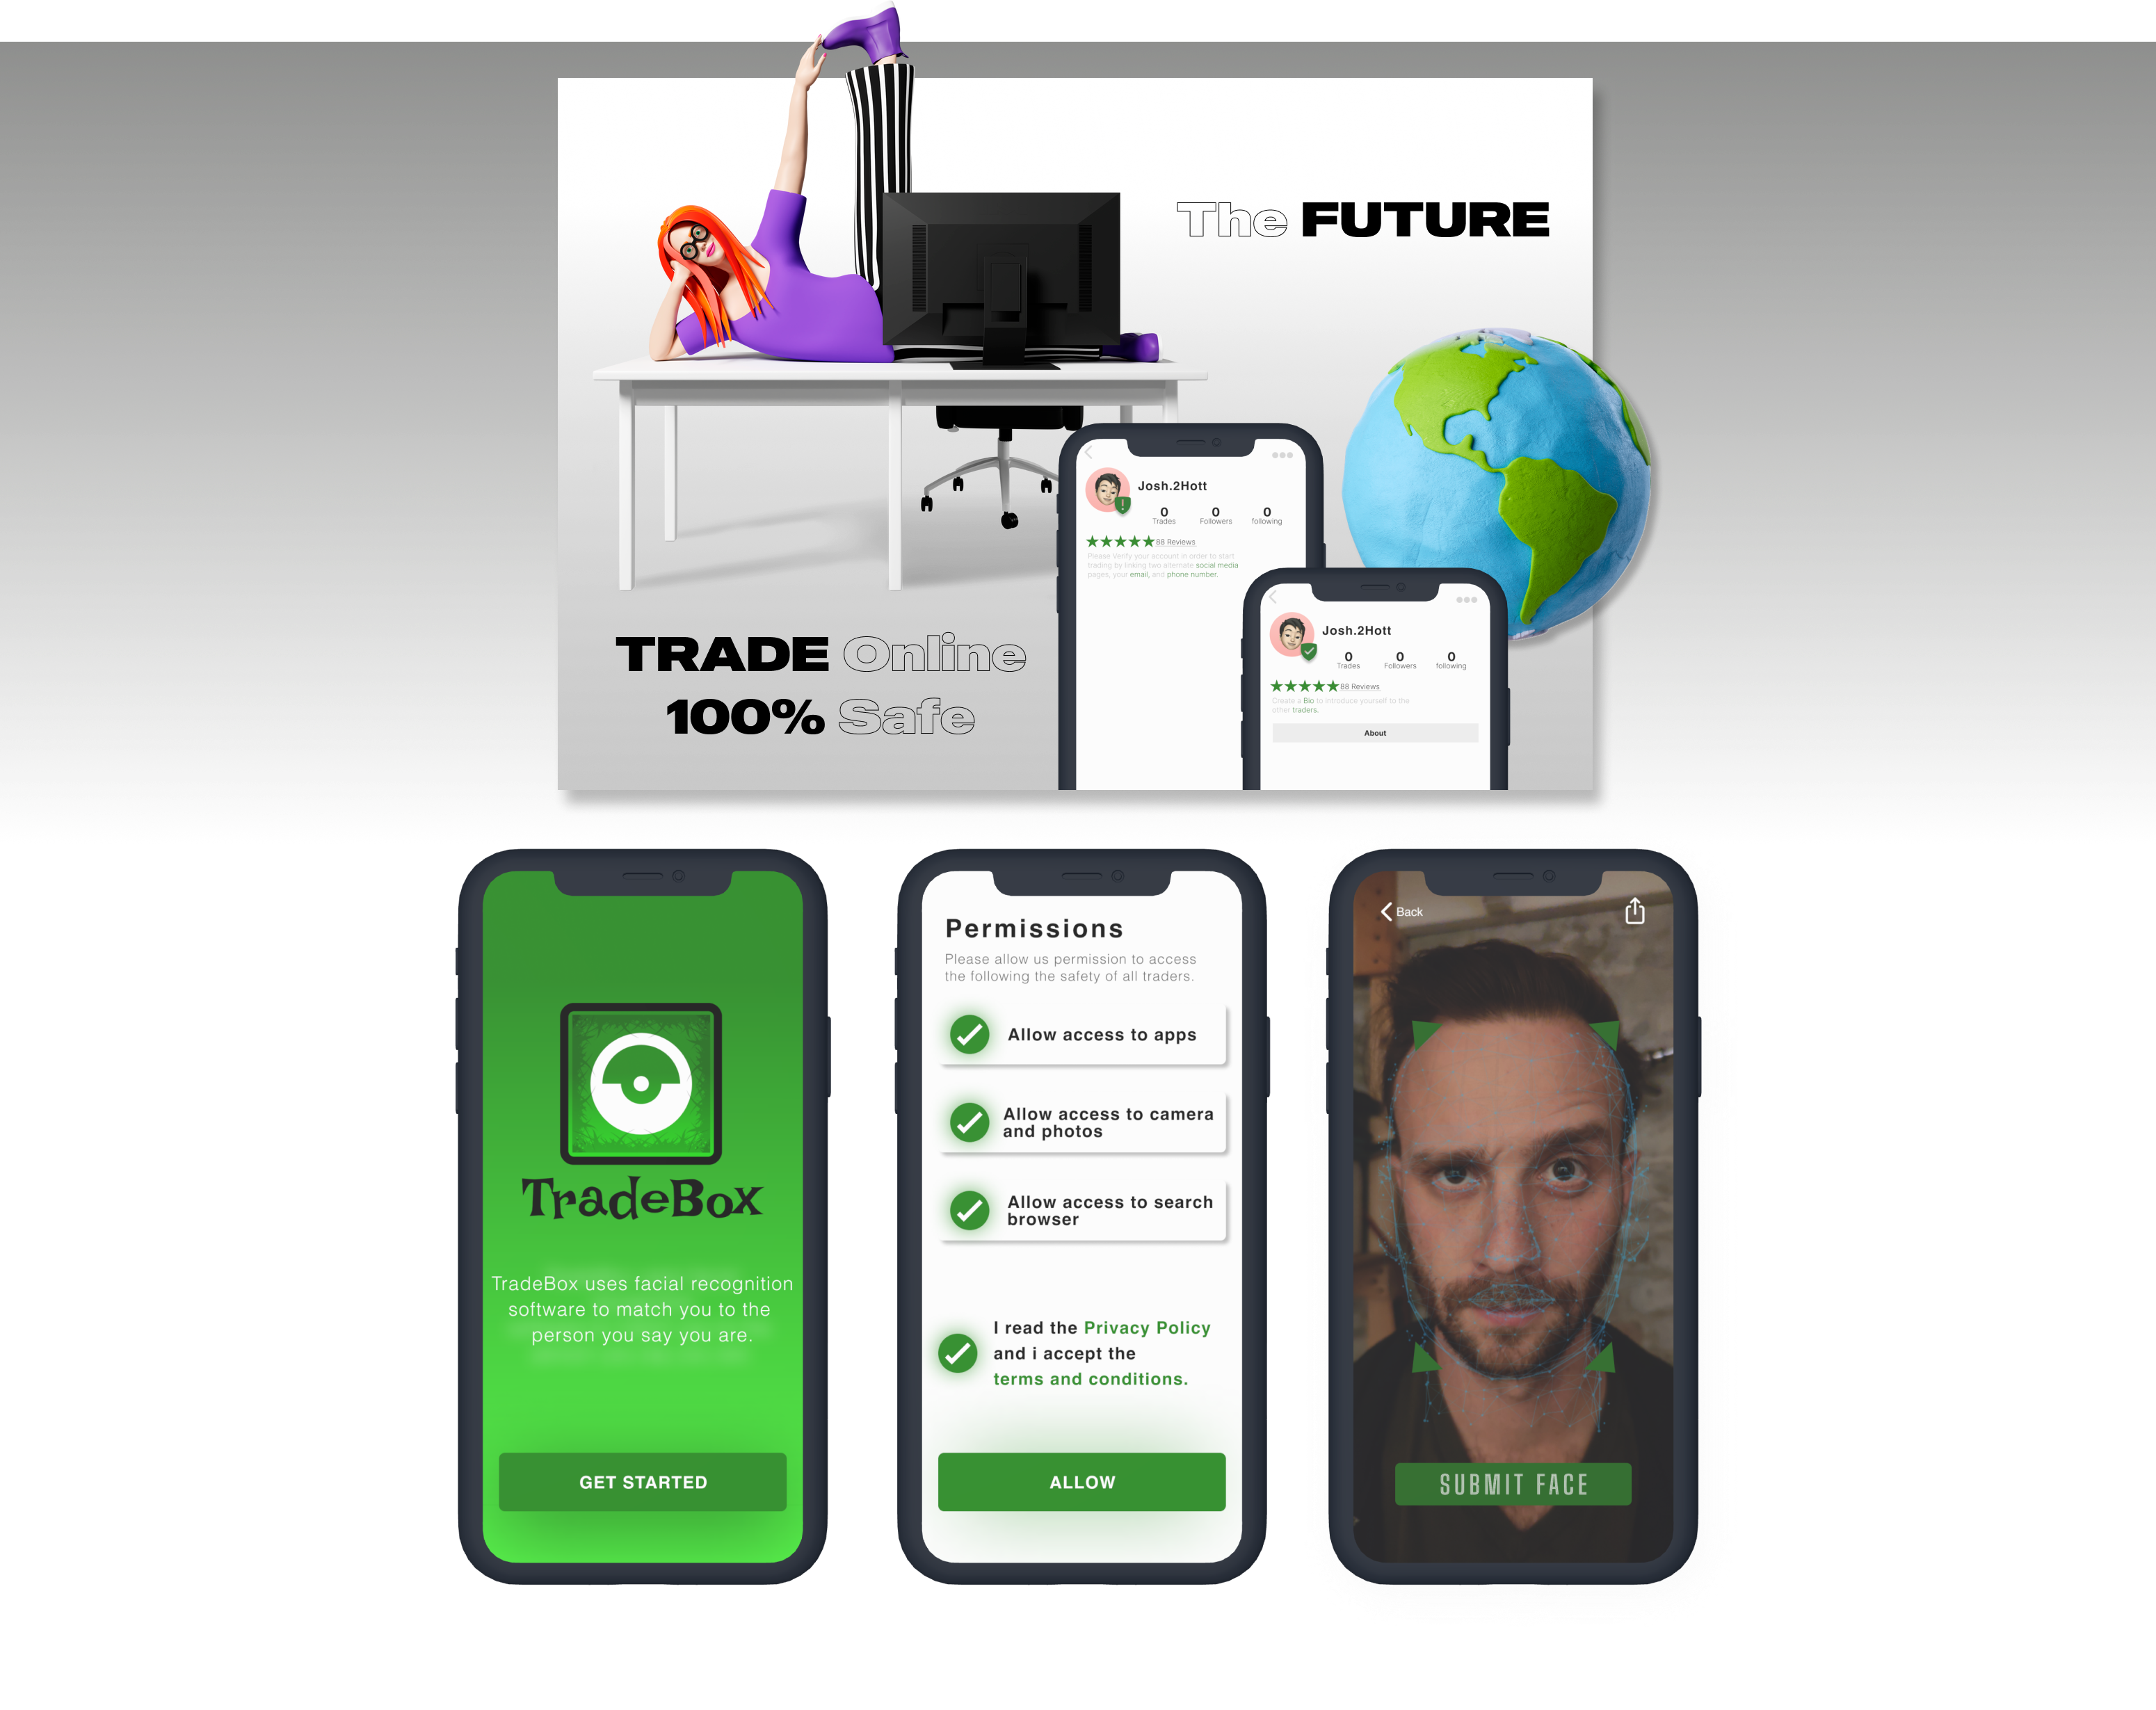 The FUTURE
TRADE Online
100% Safe
Josh.2Hott
0 0 0
Trades Followers following
88 Reviews
Please Verify your account in order to start
trading by linking two alternate social media
pages, your email, and phone number.
Josh.2Hott
0 0 0
Trades Followers following
88 Reviews
Create a Bio to introduce yourself to the
other traders.
About
TradeBox
TradeBox uses facial recognition
software to match you to the
person you say you are.
GET STARTED
Permissions
Please allow us permission to access
the following the safety of all traders.
Allow access to apps
Allow access to camera
and photos
Allow access to search
browser
I read the Privacy Policy
and i accept the
terms and conditions.
ALLOW
Back
SUBMIT FACE